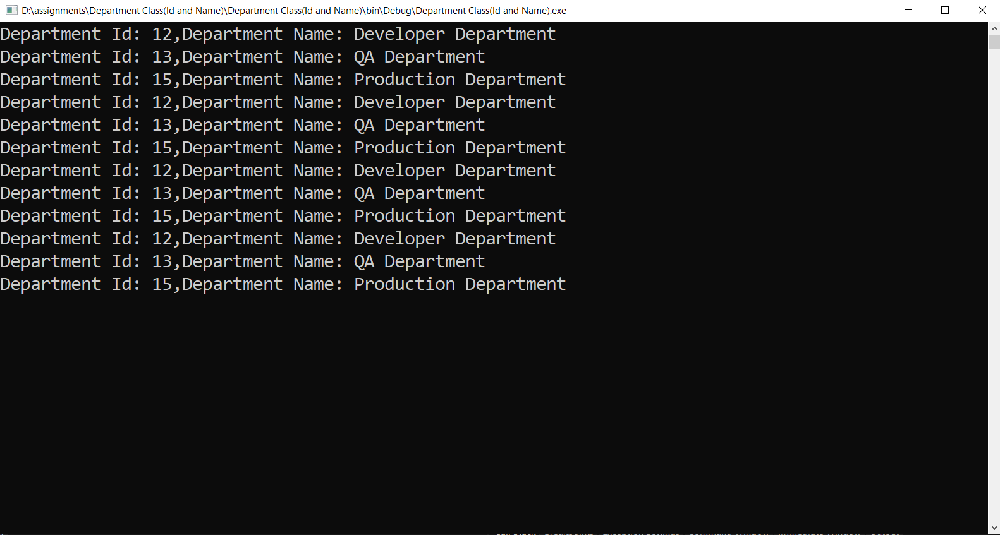 D:\assignments\Department Class(Id and Name)\Department Class(Id and Name)\bin\Debug\Department Class(Id and Name).exe
Department Id: 12,Department Name: Developer Department
Department Id: 13,Department Name: QA Department
Department Id: 15,Department Name: Production Department
Department Id: 12,Department Name: Developer Department
Department Id: 13,Department Name: QA Department
Department Id: 15,Department Name: Production Department
Department Id: 12,Department Name: Developer Department
Department Id: 13,Department Name: QA Department
Department Id: 15,Department Name: Production Department
Department Id: 12,Department Name: Developer Department
Department Id: 13,Department Name: QA Department
Department Id: 15,Department Name: Production Department